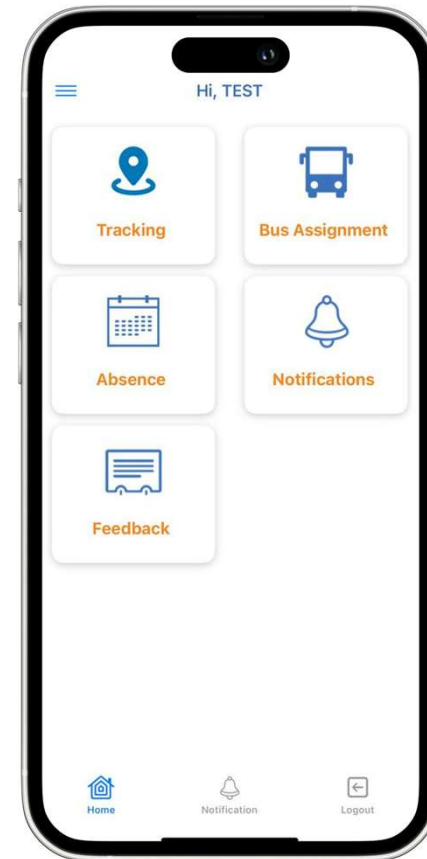 Hi, TEST
Tracking
Bus Assignment
Absence
Notifications
Feedback
Home
Notification
Logout